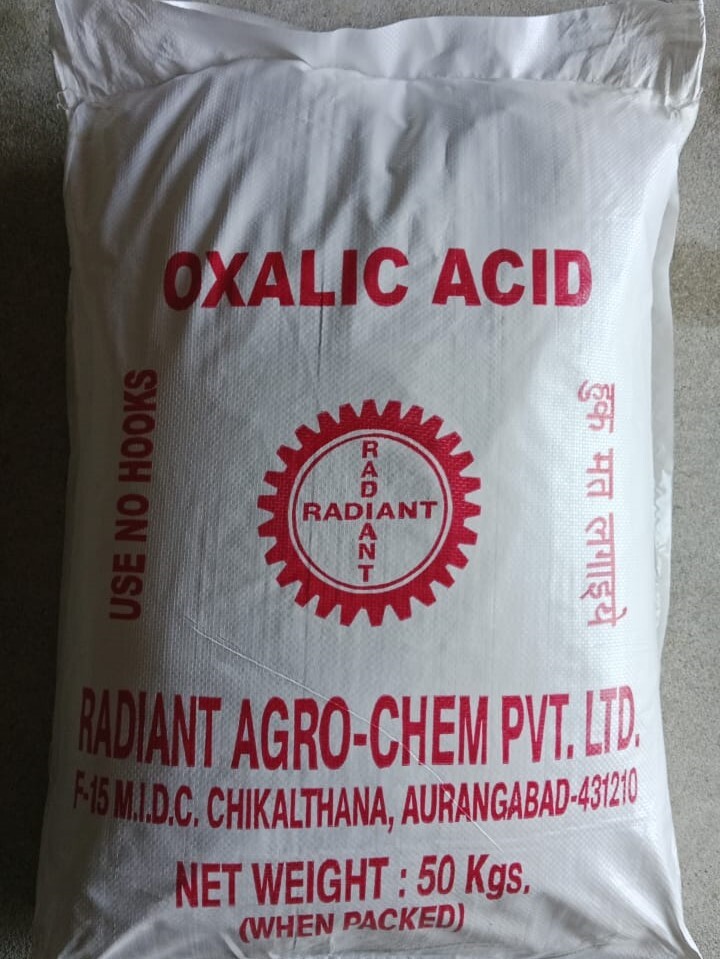 OXALIC ACID
USE NO HOOKS
हुक मत लगाइये
RADIANT
RADIANT
RADIANT AGRO-CHEM PVT. LTD.
F-15 M.I.D.C. CHIKALTHANA, AURANGABAD-431210
NET WEIGHT : 50 Kgs.
(WHEN PACKED)